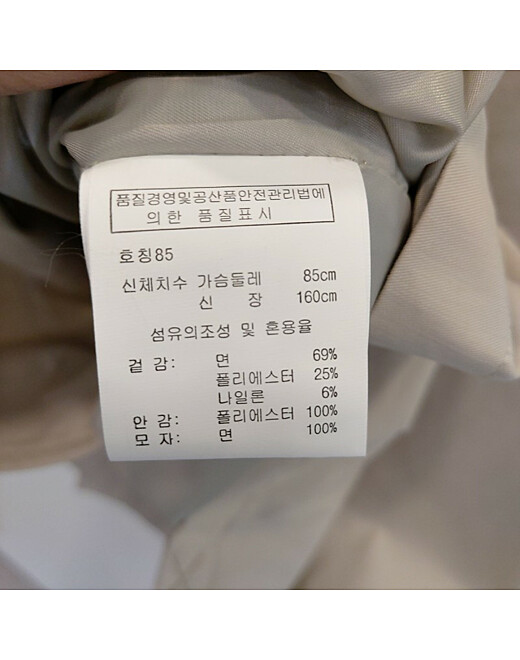 품질경영및공산품안전관리법에
의한 품질표시
호칭85
신체치수 가슴둘레 85cm
신 장 160cm
섬유의조성 및 혼용율
겉 감: 면 69%
폴리에스터 25%
나일론 6%
안 감: 폴리에스터 100%
모 자: 면 100%